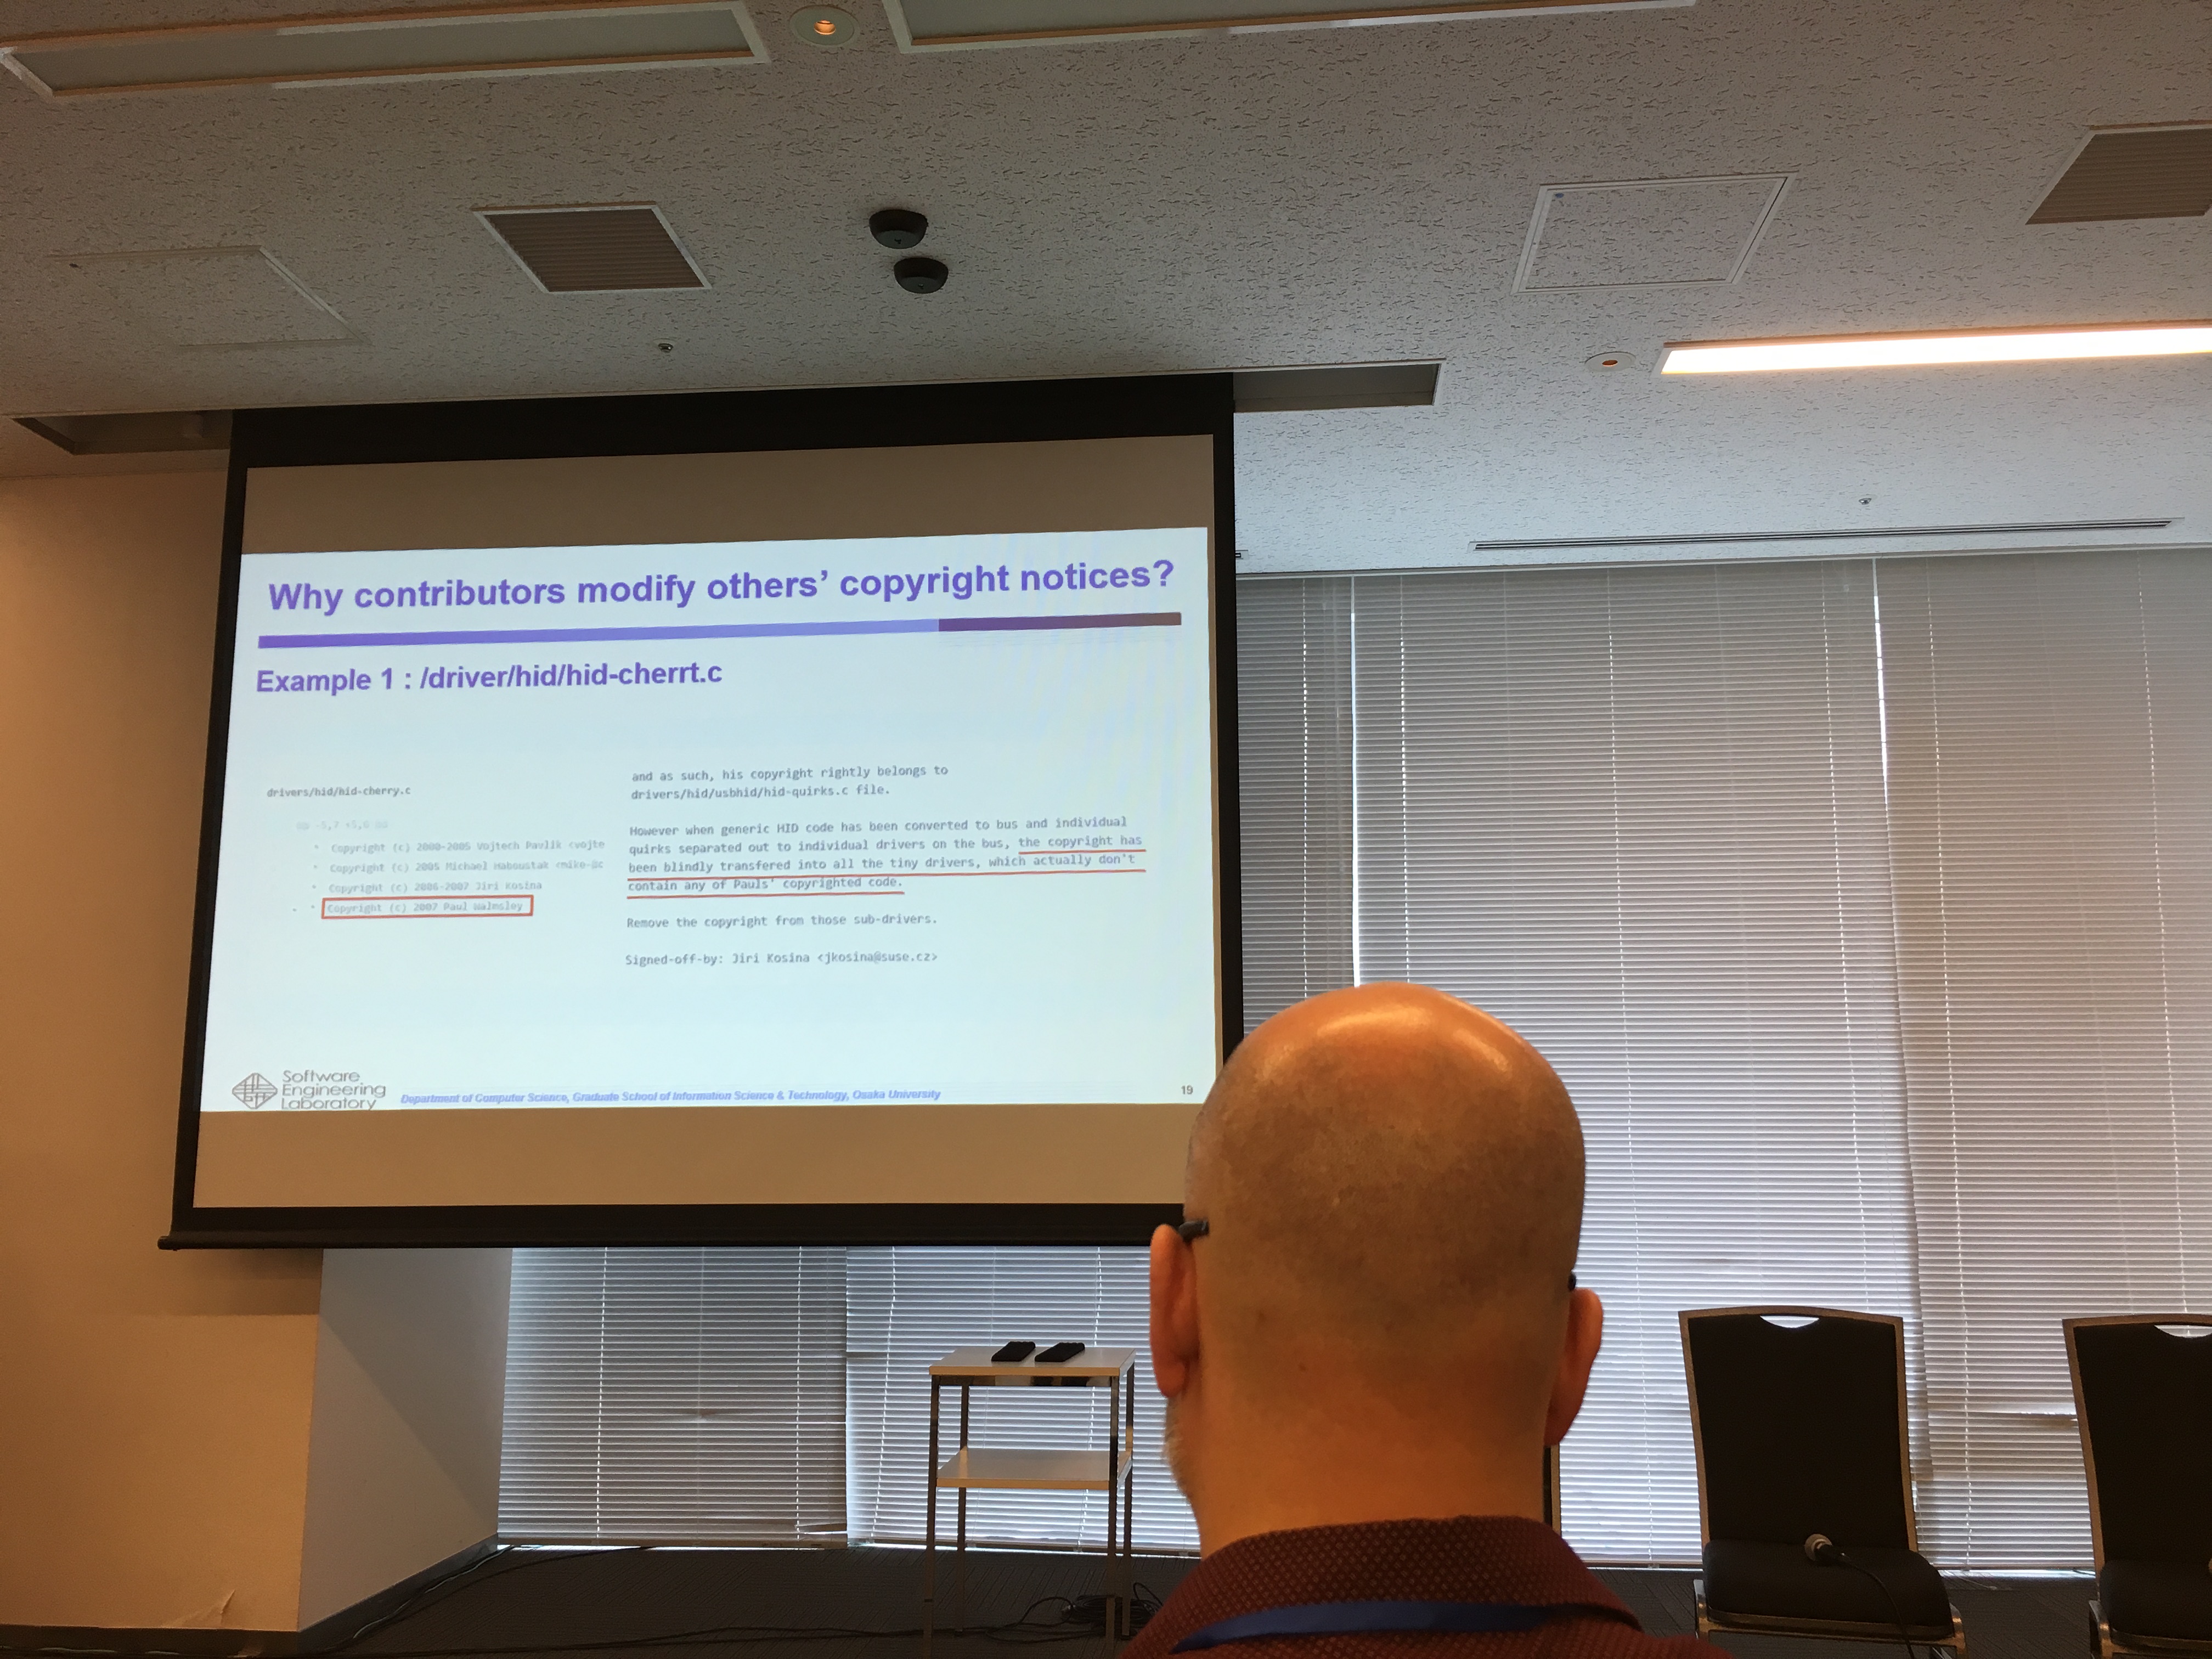 Why contributors modify others' copyright notices?
Example 1 : /driver/hid/hid-cherrt.c
drivers/hid/hid-cherry.c
@@ -5,7 +5,6 @@
* Copyright (c) 2000-2005 Vojtech Pavlik <vojte
* Copyright (c) 2005 Michael Haboustak <mike-@c
* Copyright (c) 2006-2007 Jiri Kosina
- * Copyright (c) 2007 Paul Walmsley
and as such, his copyright rightly belongs to
drivers/hid/usbhid/hid-quirks.c file.
However when generic HID code has been converted to bus and individual
quirks separated out to individual drivers on the bus, the copyright has
been blindly transfered into all the tiny drivers, which actually don't
contain any of Pauls' copyrighted code.
Remove the copyright from those sub-drivers.
Signed-off-by: Jiri Kosina <jkosina@suse.cz>
Software
Engineering
Laboratory
Department of Computer Science, Graduate School of Information Science & Technology, Osaka University
19